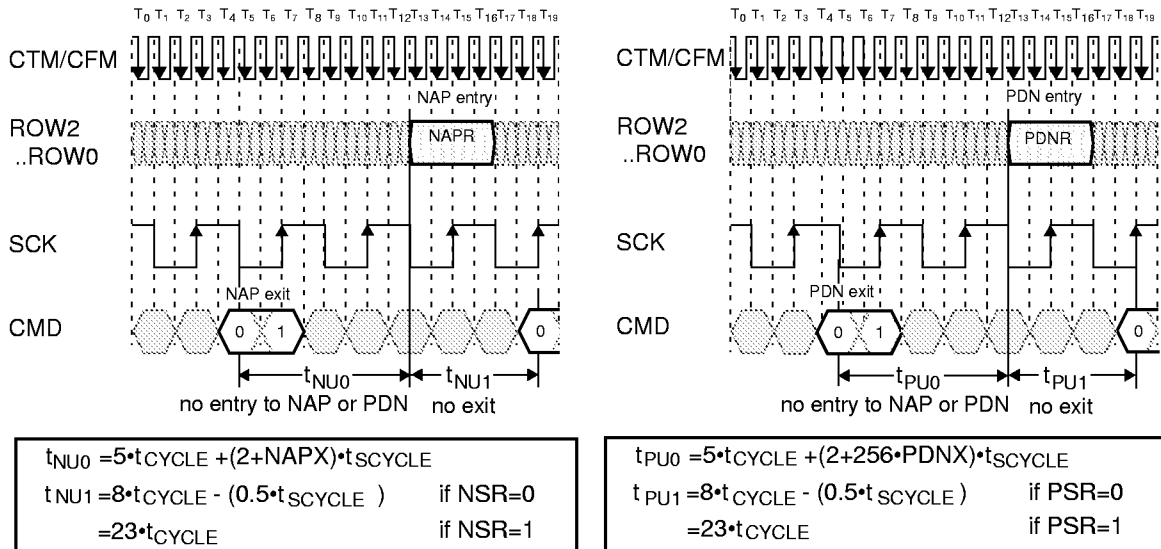 T0 T1 T2 T3 T4 T5 T6 T7 T8 T9 T10 T11 T12 T13 T14 T15 T16 T17 T18 T19
CTM/CFM
NAP entry
ROW2
..ROW0
NAPR
SCK
NAP exit
CMD
0 1 0
tNU0 tNU1
no entry to NAP or PDN no exit
tNU0 =5•tCYCLE +(2+NAPX)•tSCYCLE
tNU1 =8•tCYCLE - (0.5•tSCYCLE ) if NSR=0
=23•tCYCLE if NSR=1
T0 T1 T2 T3 T4 T5 T6 T7 T8 T9 T10 T11 T12 T13 T14 T15 T16 T17 T18 T19
CTM/CFM
PDN entry
ROW2
..ROW0
PDNR
SCK
PDN exit
CMD
0 1 0
tPU0 tPU1
no entry to NAP or PDN no exit
tPU0 =5•tCYCLE +(2+256•PDNX)•tSCYCLE
tPU1 =8•tCYCLE - (0.5•tSCYCLE ) if PSR=0
=23•tCYCLE if PSR=1